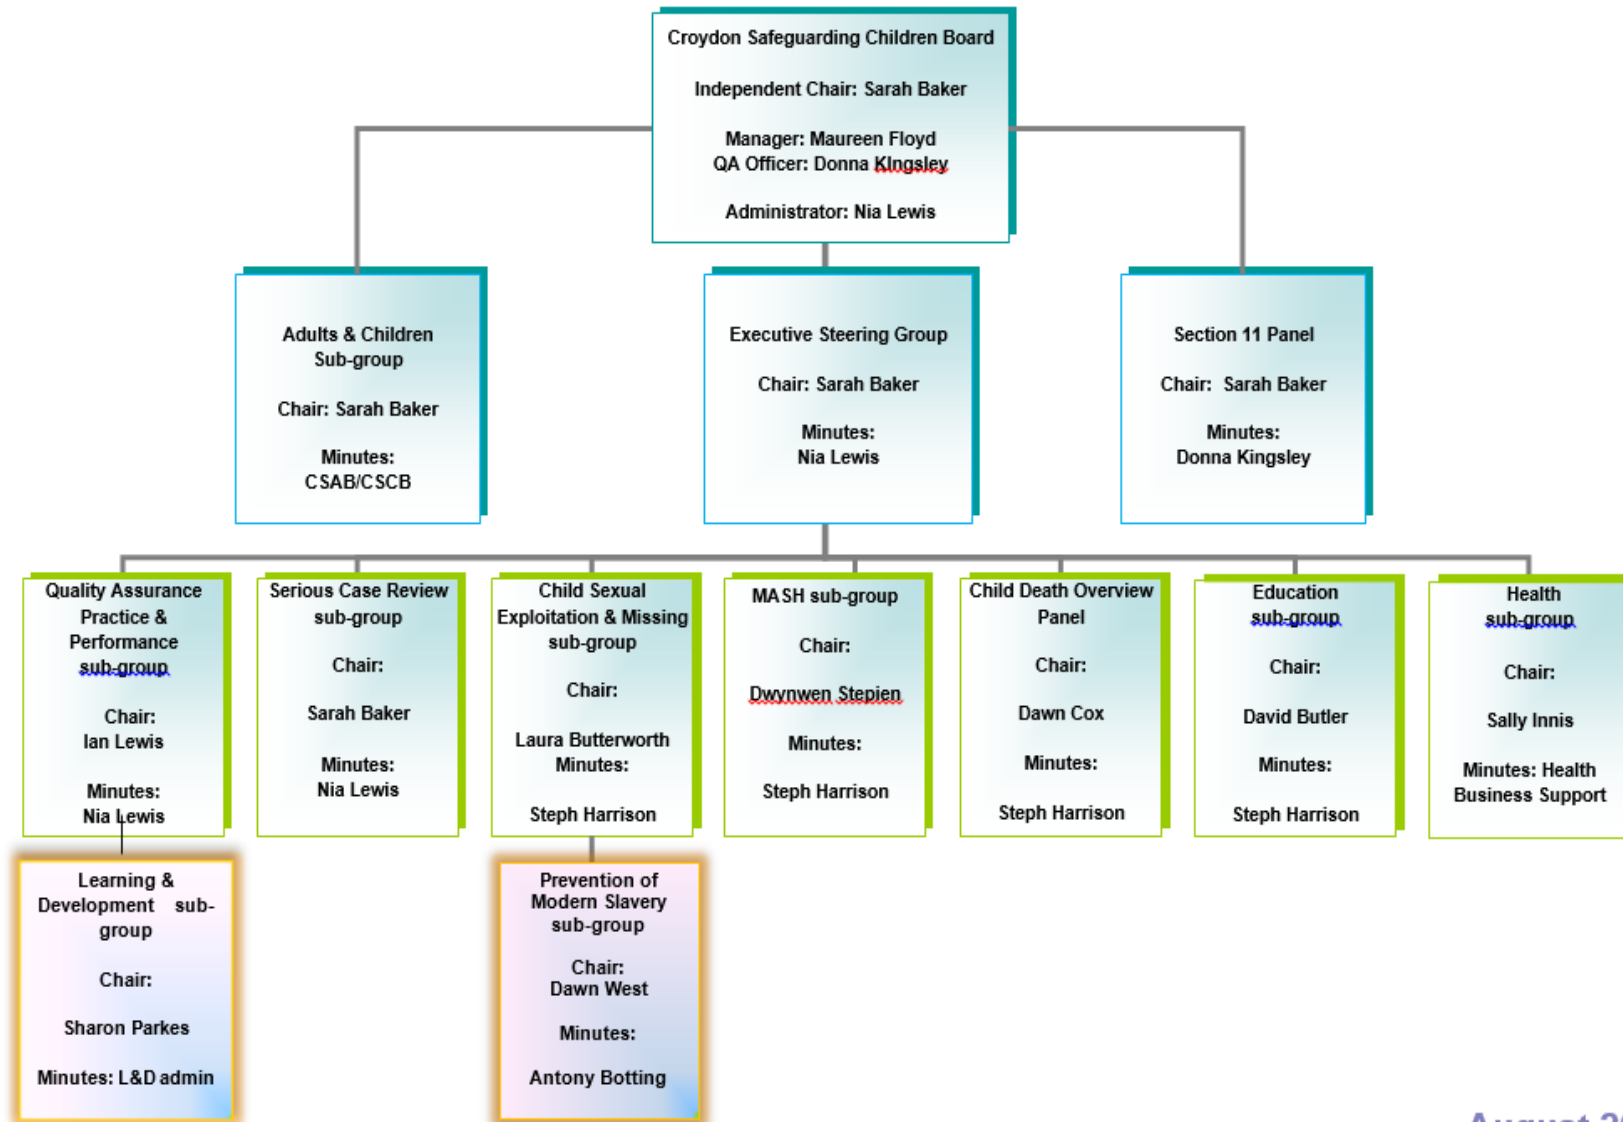 Croydon Safeguarding Children Board
Independent Chair: Sarah Baker
Manager: Maureen Floyd
QA Officer: Donna KIngsley
Administrator: Nia Lewis
Adults & Children
Sub-group
Chair: Sarah Baker
Minutes:
CSAB/CSCB
Executive Steering Group
Chair: Sarah Baker
Minutes:
Nia Lewis
Section 11 Panel
Chair: Sarah Baker
Minutes:
Donna Kingsley
Quality Assurance
Practice &
Performance
sub-group
Chair:
Ian Lewis
Minutes:
Nia Lewis
Serious Case Review
sub-group
Chair:
Sarah Baker
Minutes:
Nia Lewis
Child Sexual
Exploitation & Missing
sub-group
Chair:
Laura Butterworth
Minutes:
Steph Harrison
MASH sub-group
Chair:
Dwynwen Stepien
Minutes:
Steph Harrison
Child Death Overview
Panel
Chair:
Dawn Cox
Minutes:
Steph Harrison
Education
sub-group
Chair:
David Butler
Minutes:
Steph Harrison
Health
sub-group
Chair:
Sally Innis
Minutes: Health
Business Support
Learning &
Development sub-
group
Chair:
Sharon Parkes
Minutes: L&D admin
Prevention of
Modern Slavery
sub-group
Chair:
Dawn West
Minutes:
Antony Botting
August